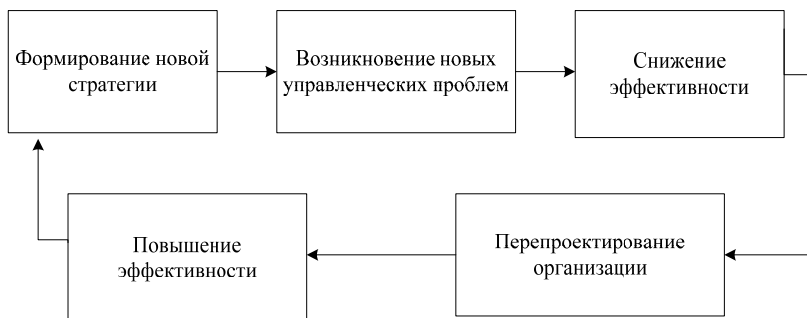 Формирование новой
стратегии
Возникновение новых
управленческих проблем
Снижение
эффективности
Повышение
эффективности
Перепроектирование
организации